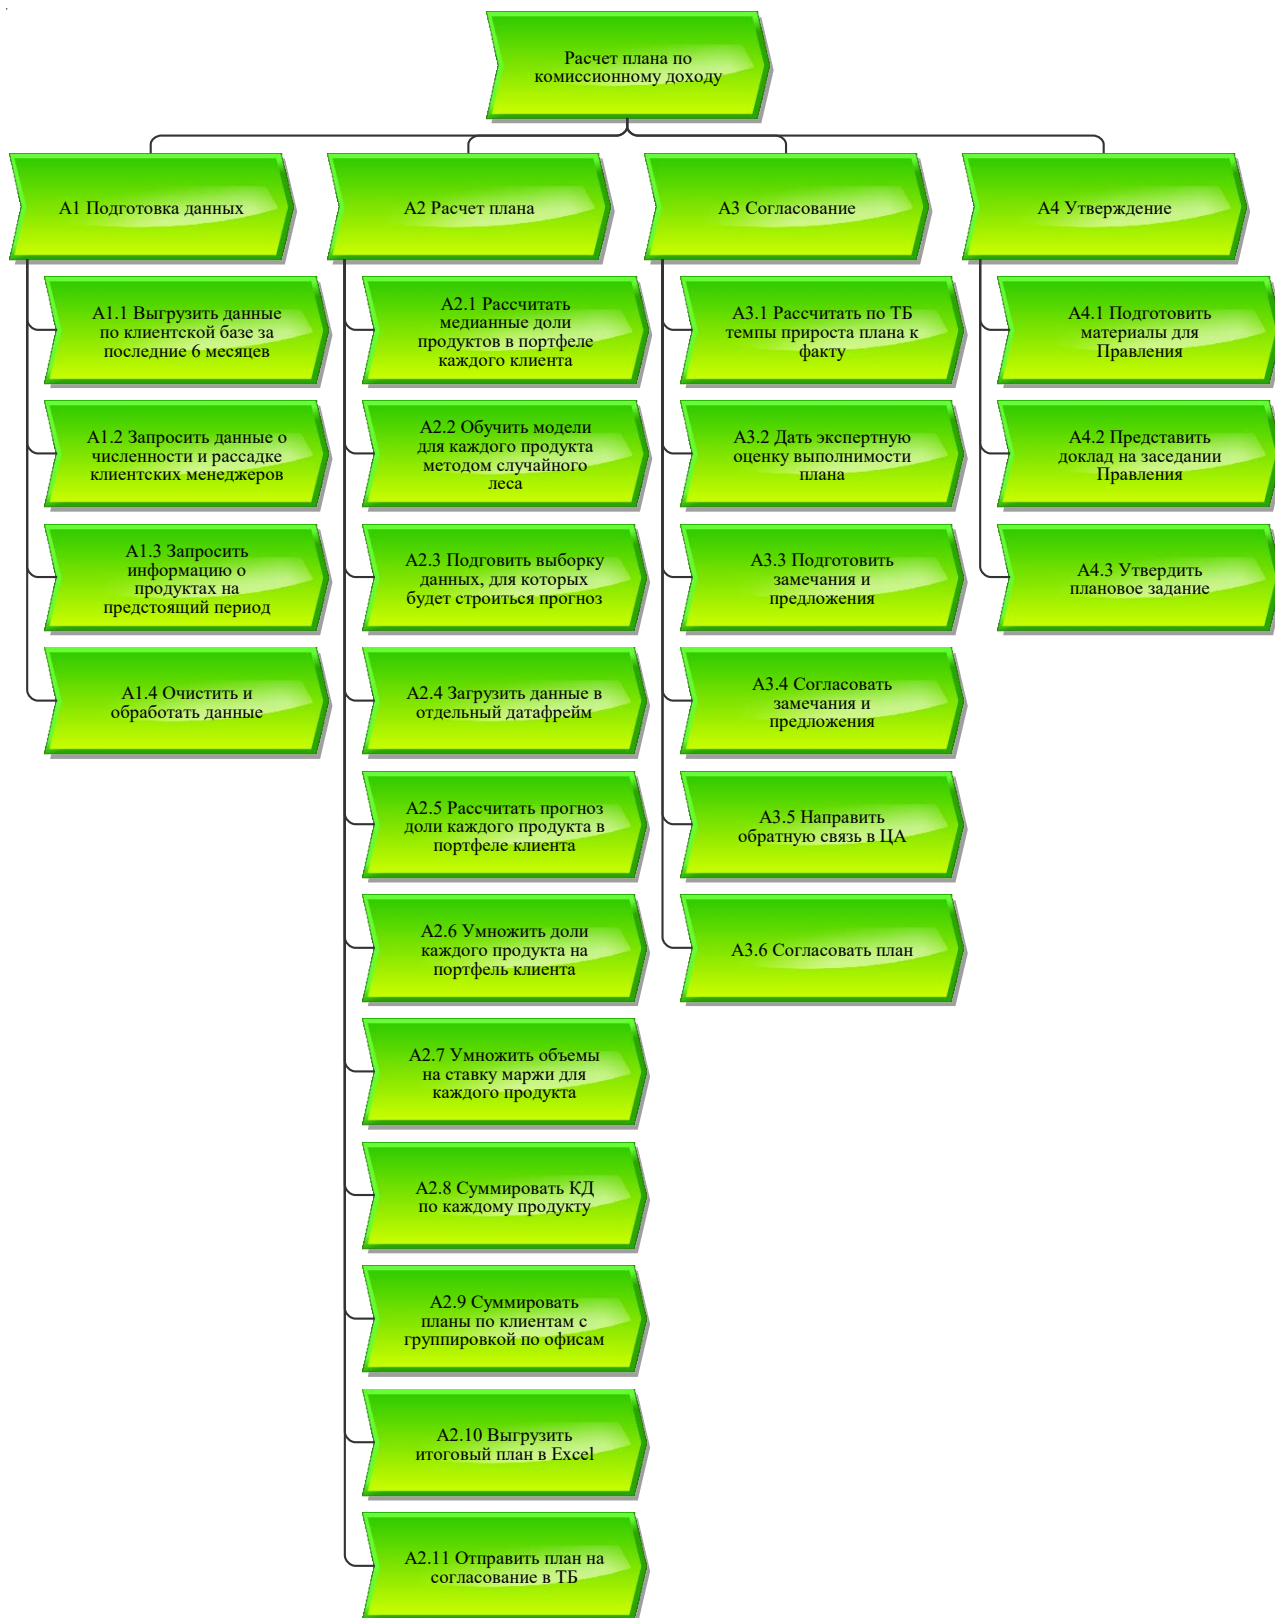 Расчет плана по
комиссионному доходу
А1 Подготовка данных
А1.1 Выгрузить данные
по клиентской базе за
последние 6 месяцев
А1.2 Запросить данные о
численности и рассадке
клиентских менеджеров
А1.3 Запросить
информацию о
продуктах на
предстоящий период
А1.4 Очистить и
обработать данные
А2 Расчет плана
А2.1 Рассчитать
медианные доли
продуктов в портфеле
каждого клиента
А2.2 Обучить модели
для каждого продукта
методом случайного
леса
А2.3 Подговить выборку
данных, для которых
будет строиться прогноз
А2.4 Загрузить данные в
отдельный датафрейм
А2.5 Рассчитать прогноз
доли каждого продукта в
портфеле клиента
А2.6 Умножить доли
каждого продукта на
портфель клиента
А2.7 Умножить объемы
на ставку маржи для
каждого продукта
А2.8 Суммировать КД
по каждому продукту
А2.9 Суммировать
планы по клиентам с
группировкой по офисам
А2.10 Выгрузить
итоговый план в Excel
А2.11 Отправить план на
согласование в ТБ
А3 Согласование
А3.1 Рассчитать по ТБ
темпы прироста плана к
факту
А3.2 Дать экспертную
оценку выполнимости
плана
А3.3 Подготовить
замечания и
предложения
А3.4 Согласовать
замечания и
предложения
А3.5 Направить
обратную связь в ЦА
А3.6 Согласовать план
А4 Утверждение
А4.1 Подготовить
материалы для
Правления
А4.2 Представить
доклад на заседании
Правления
А4.3 Утвердить
плановое задание